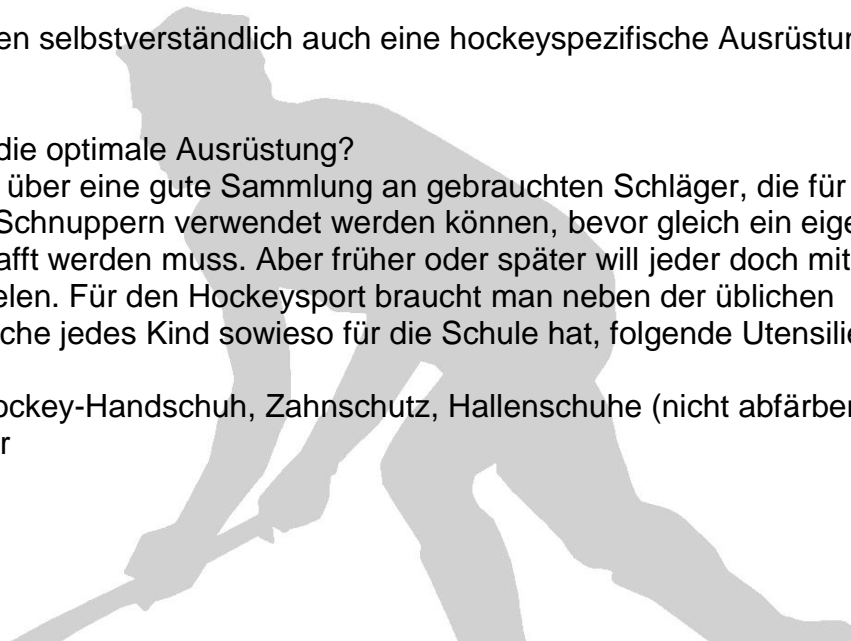 en selbstverständlich auch eine hockeyspezifische Ausrüstun
die optimale Ausrüstung?
über eine gute Sammlung an gebrauchten Schläger, die für
Schnuppern verwendet werden können, bevor gleich ein eige
afft werden muss. Aber früher oder später will jeder doch mit
elen. Für den Hockeysport braucht man neben der üblichen
che jedes Kind sowieso für die Schule hat, folgende Utensilie
ockey-Handschuh, Zahnschutz, Hallenschuhe (nicht abfärber
r